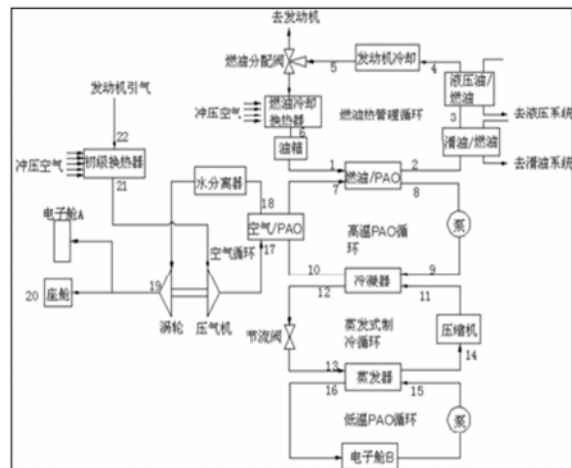 去发动机
燃油分配阀
5
发动机冷却
4
发动机引气
冲压空气
燃油冷却
换热器
燃油热管理循环
液压油/
燃油
去液压系统
3
22
冲压空气
初级换热器
6
油箱
滑油/燃油
去滑油系统
21
水分离器
1
燃油/PAO
2
7
8
18
电子舱A
空气循环
空气/PAO
17
高温PAO循
环
泵
10
9
20
座舱
19
冷凝器
12
11
涡轮
压气机
节流阀
蒸发式制
冷循环
压缩机
14
13
蒸发器
16
15
低温PAO循环
泵
电子舱B